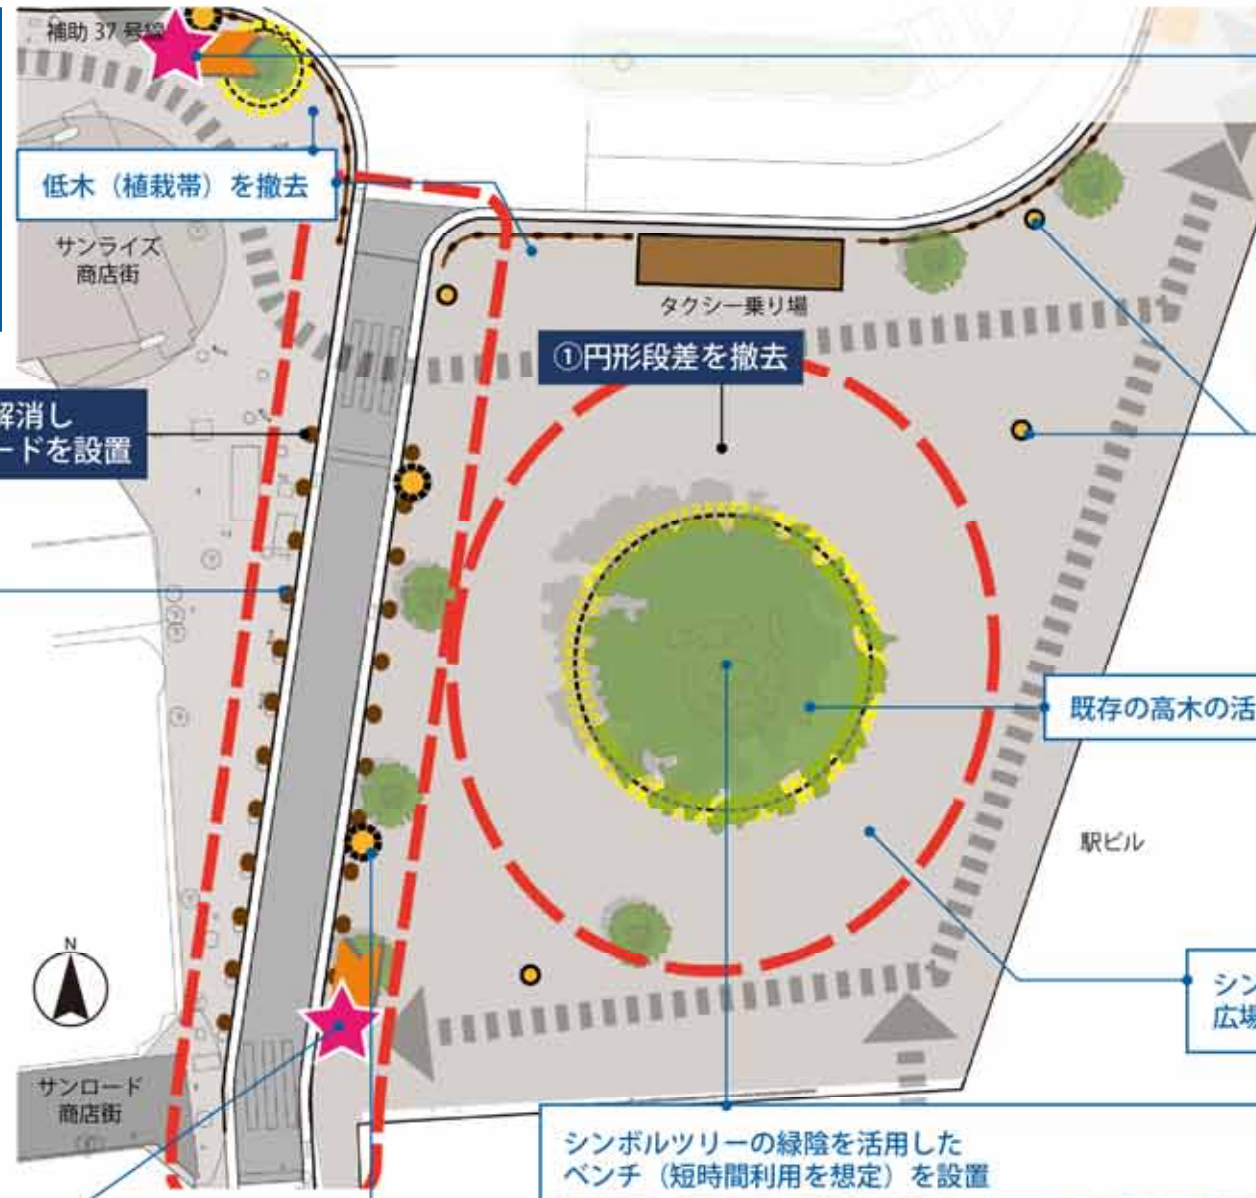 補助 37 号線
低木（植栽帯）を撤去
サンライズ
商店街
タクシー乗り場
①円形段差を撤去
解消し
ードを設置
既存の高木の活
駅ビル
N
シン
広場
サンロード
商店街
シンボルツリーの緑陰を活用した
ベンチ（短時間利用を想定）を設置